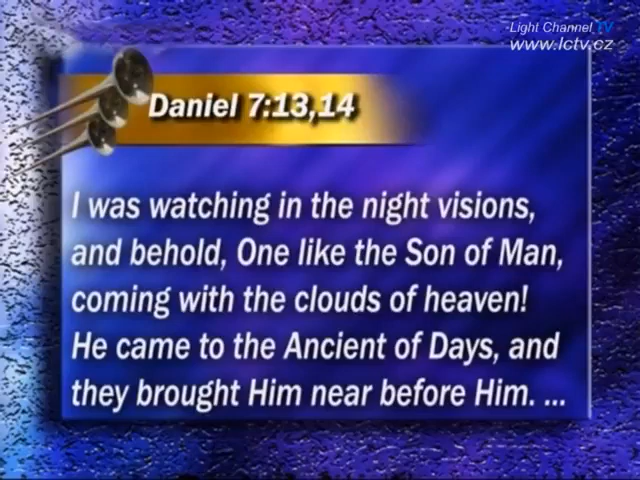 Light Channel TV
www.lctv.cz
Daniel 7:13,14
I was watching in the night visions,
and behold, One like the Son of Man,
coming with the clouds of heaven!
He came to the Ancient of Days, and
they brought Him near before Him. ...